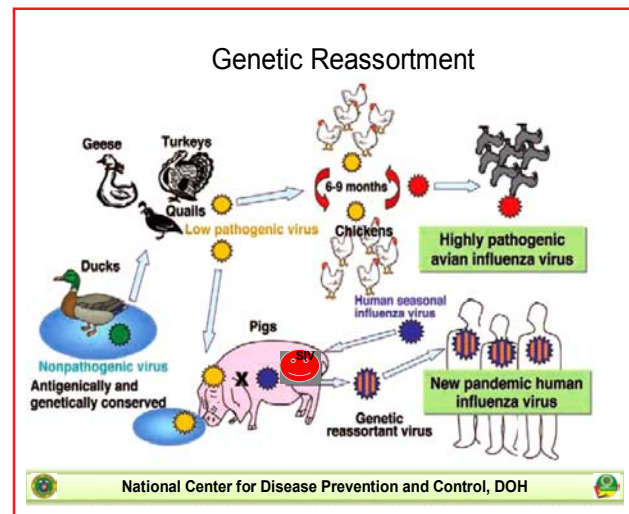 Genetic Reassortment
Geese
Turkeys
Quails
Low pathogenic virus
6-9 months
Chickens
Highly pathogenic
avian influenza virus
Ducks
Nonpathogenic virus
Antigenically and
genetically conserved
Pigs
X
SIV
Human seasonal
influenza virus
Genetic
reassortant virus
New pandemic human
influenza virus
National Center for Disease Prevention and Control, DOH